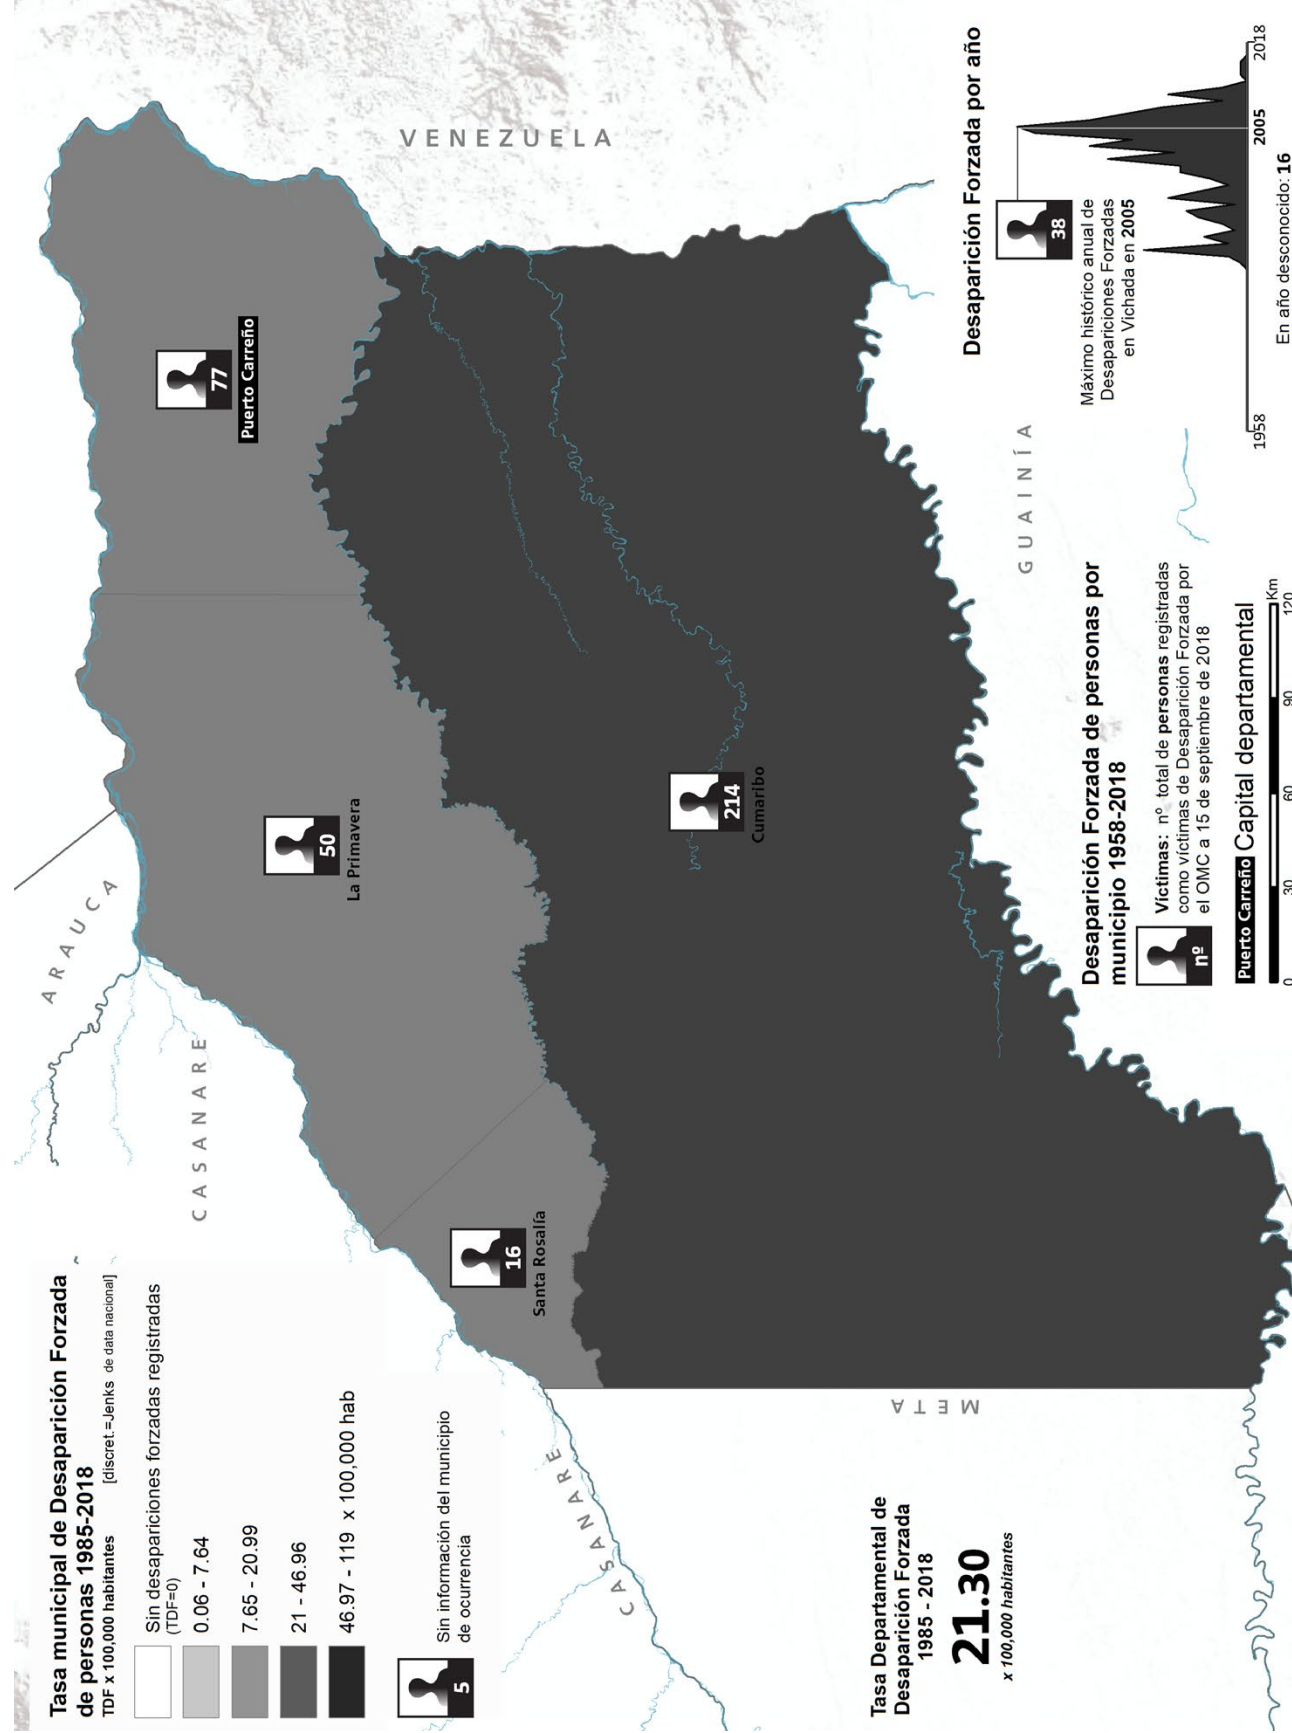 Tasa municipal de Desaparición Forzada
de personas 1985-2018
TDF x 100,000 habitantes
[discret.=Jenks de data nacional]
Sin desapariciones forzadas registradas
(TDF=0)
0.06 - 7.64
7.65 - 20.99
21 - 46.96
46.97 - 119 x 100,000 hab
5
Sin información del municipio
de ocurrencia
ARAUCA
CASANARE
CASANARE
META
VENEZUELA
GUAINÍA
77
Puerto Carreño
50
La Primavera
16
Santa Rosalía
214
Cumaribo
Tasa Departamental de
Desaparición Forzada
1985 - 2018
21.30
x 100,000 habitantes
Desaparición Forzada de personas por
municipio 1958-2018
nº
Víctimas: nº total de personas registradas
como víctimas de Desaparición Forzada por
el OMC a 15 de septiembre de 2018
Puerto Carreño Capital departamental
0 30 60 90 120
Km
Desaparición Forzada por año
38
Máximo histórico anual de
Desapariciones Forzadas
en Vichada en 2005
1958
2005
2018
En año desconocido: 16